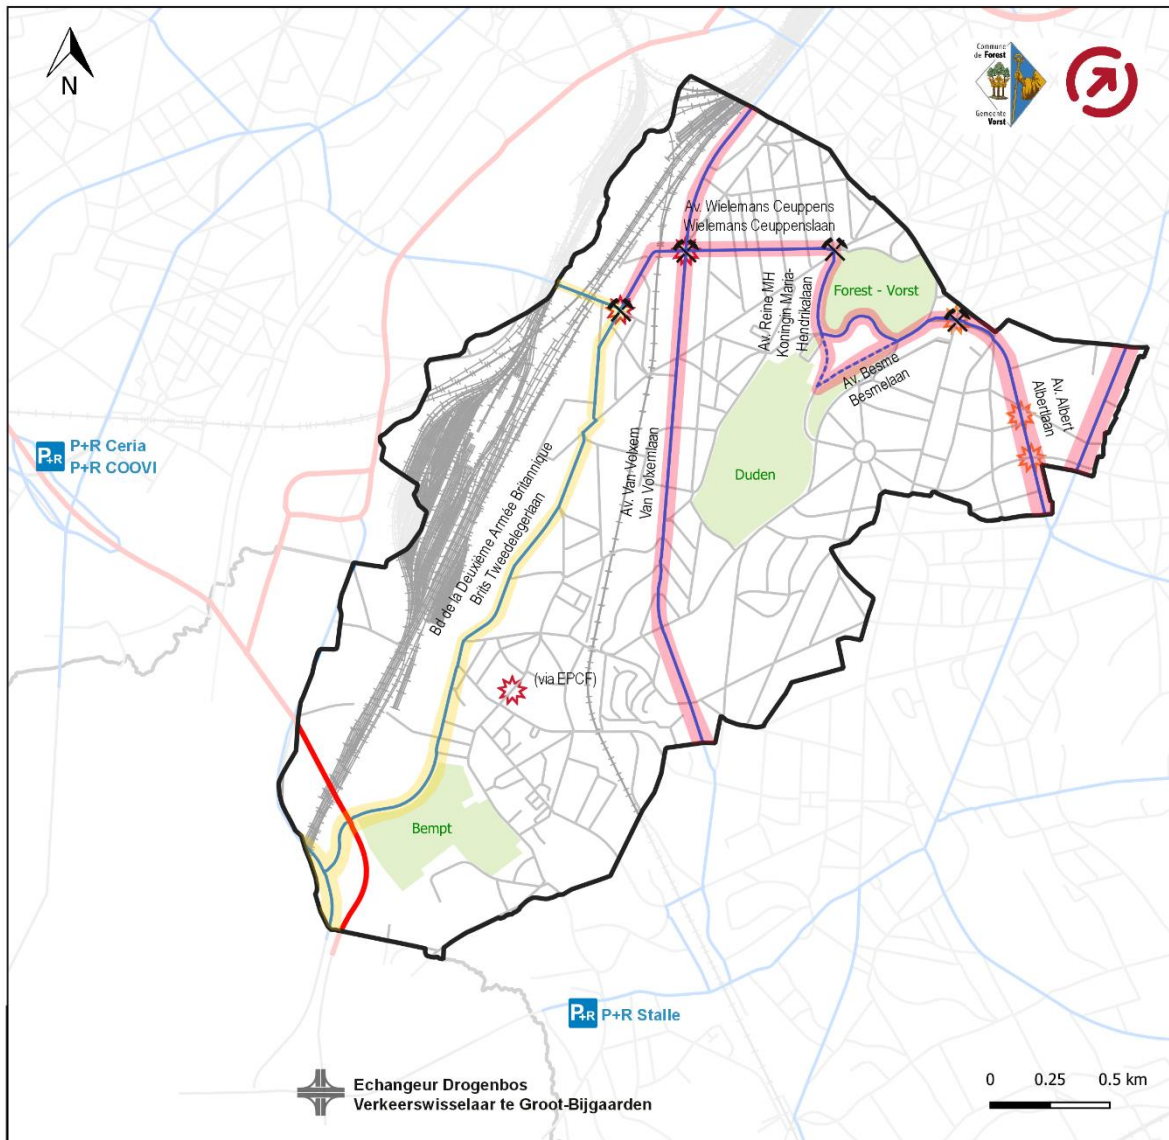 N
Commune
de Forest
Gemeente
Vorst
Av. Wielemans Ceuppens
Wielemans Ceuppenslaan
Forest - Vorst
Av. Reine MH
Koningin Maria-
Hendrikalaan
Av. Besme
Besmelaan
Av. Albert
Albertlaan
P+R
P+R Ceria
P+R COOVI
Bd de la Deuxième Armée Britannique
Brits Tweedelegerlaan
Av. Van Volxem
Van Volxemlaan
Duden
(via EPCF)
Bempt
P+R
P+R Stalle
Echangeur Drogenbos
Verkeerswisselaar te Groot-Bijgaarden
0 0.25 0.5 km